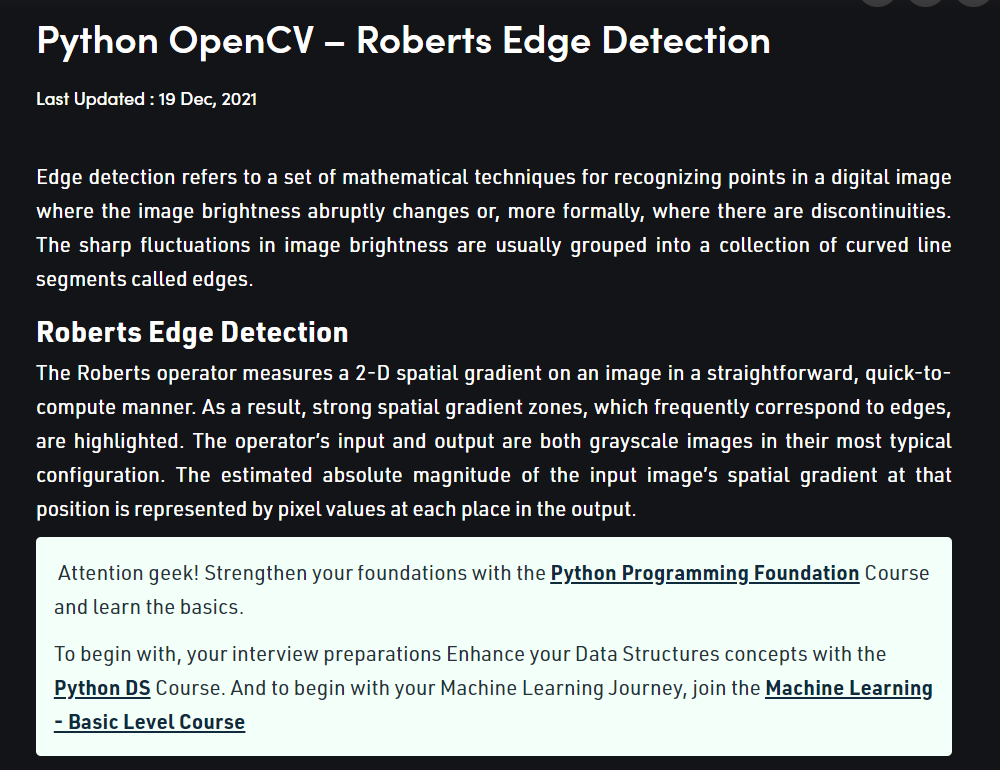 Python OpenCV – Roberts Edge Detection
Last Updated : 19 Dec, 2021
Edge detection refers to a set of mathematical techniques for recognizing points in a digital image
where the image brightness abruptly changes or, more formally, where there are discontinuities.
The sharp fluctuations in image brightness are usually grouped into a collection of curved line
segments called edges.
Roberts Edge Detection
The Roberts operator measures a 2-D spatial gradient on an image in a straightforward, quick-to-
compute manner. As a result, strong spatial gradient zones, which frequently correspond to edges,
are highlighted. The operator’s input and output are both grayscale images in their most typical
configuration. The estimated absolute magnitude of the input image’s spatial gradient at that
position is represented by pixel values at each place in the output.
Attention geek! Strengthen your foundations with the Python Programming Foundation Course
and learn the basics.
To begin with, your interview preparations Enhance your Data Structures concepts with the
Python DS Course. And to begin with your Machine Learning Journey, join the Machine Learning
- Basic Level Course